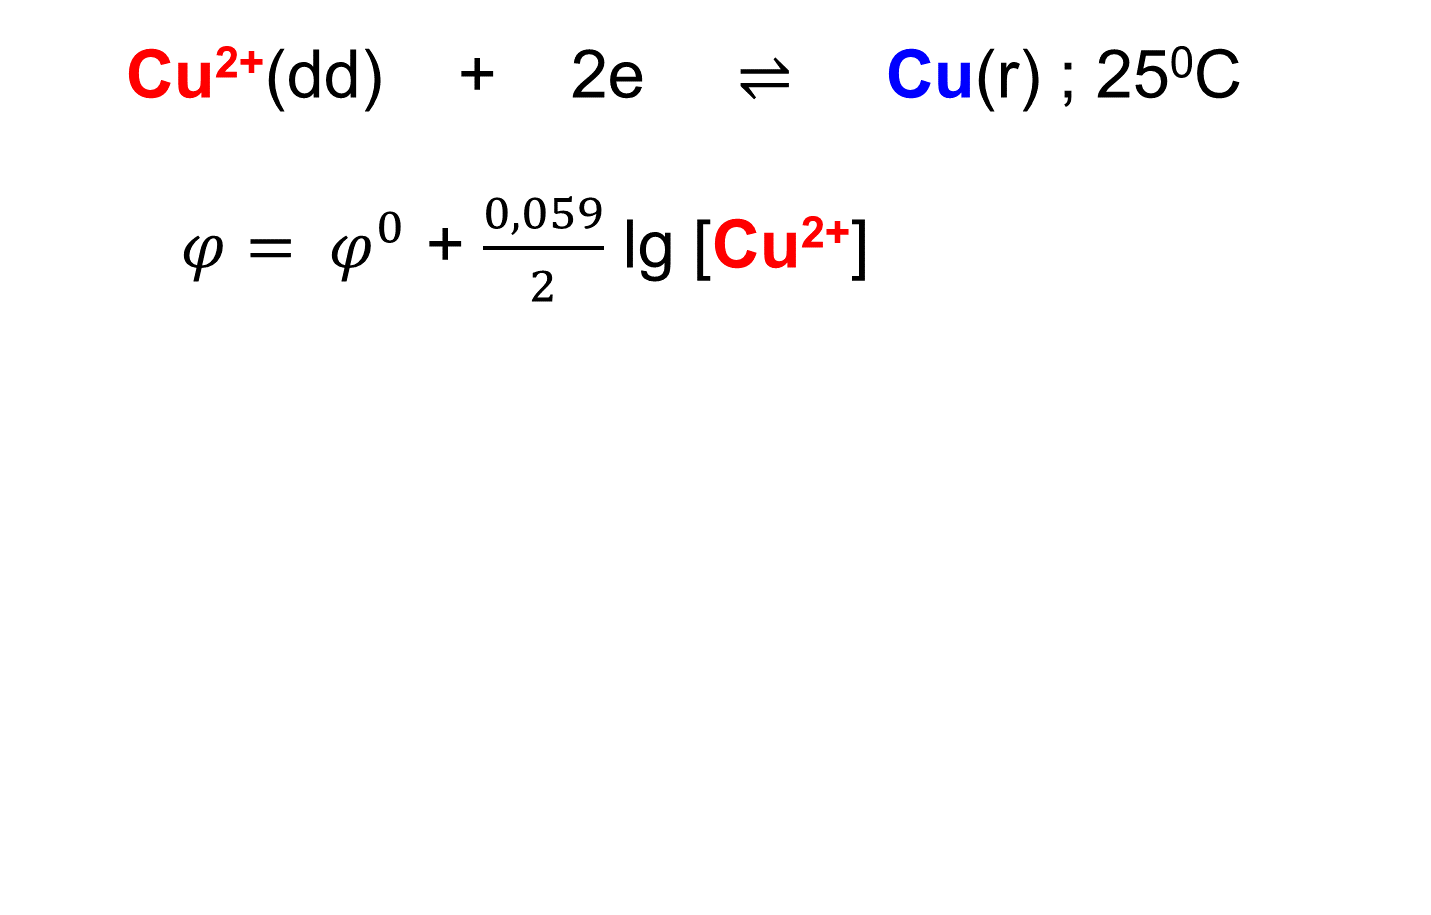 Cu²⁺(dd) + 2e ⇌ Cu(r) ; 25⁰C
𝜑 = 𝜑⁰ + 0,059/2 lg [Cu²⁺]